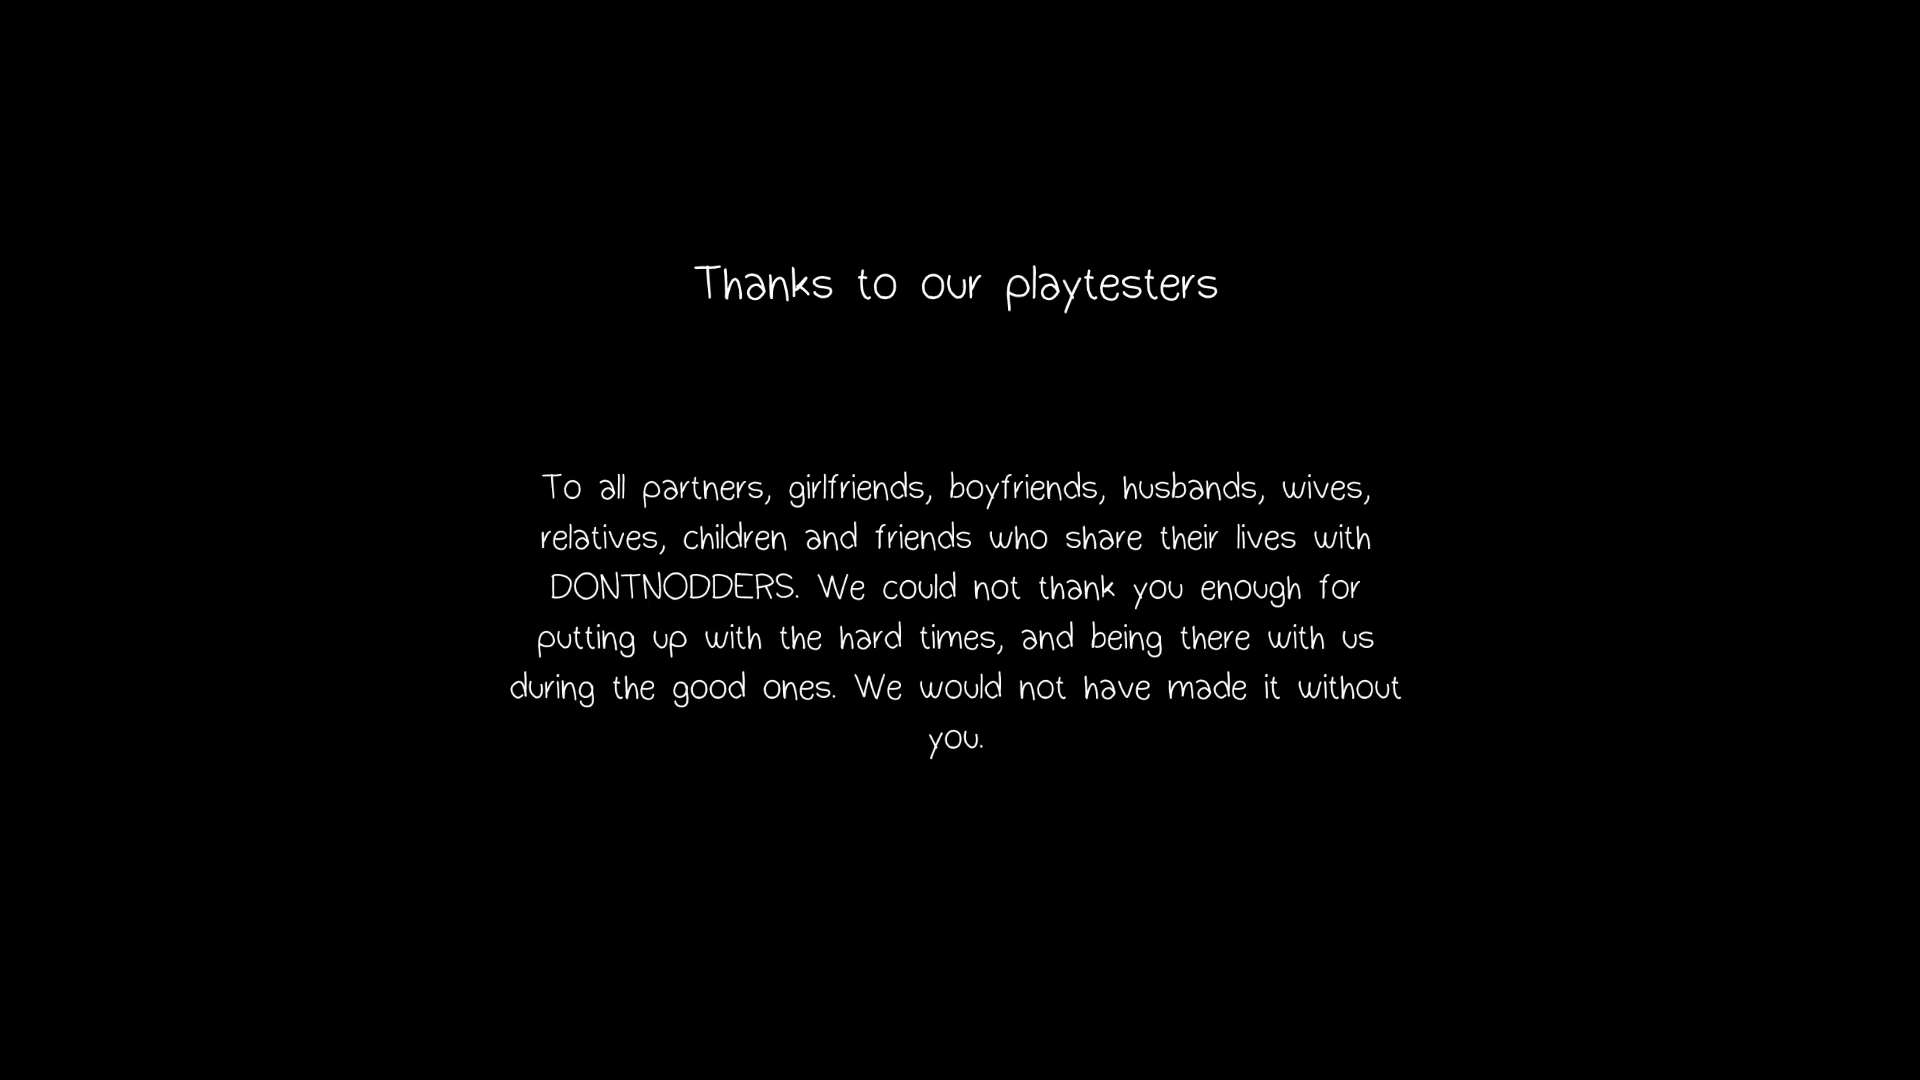 Thanks to our playtesters
To all partners, girlfriends, boyfriends, husbands, wives,
relatives, children and friends who share their lives with
DONTNODDERS. We could not thank you enough for
putting up with the hard times, and being there with us
during the good ones. We would not have made it without
you.